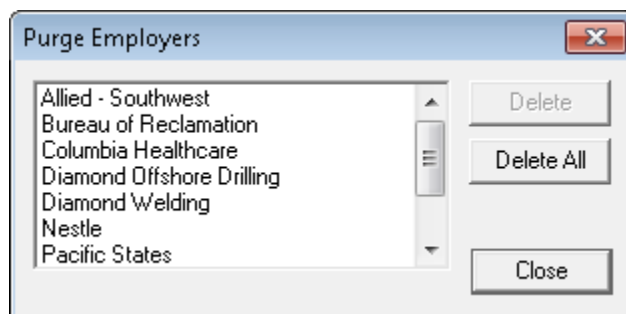 Purge Employers
Allied - Southwest
Bureau of Reclamation
Columbia Healthcare
Diamond Offshore Drilling
Diamond Welding
Nestle
Pacific States
Delete
Delete All
Close